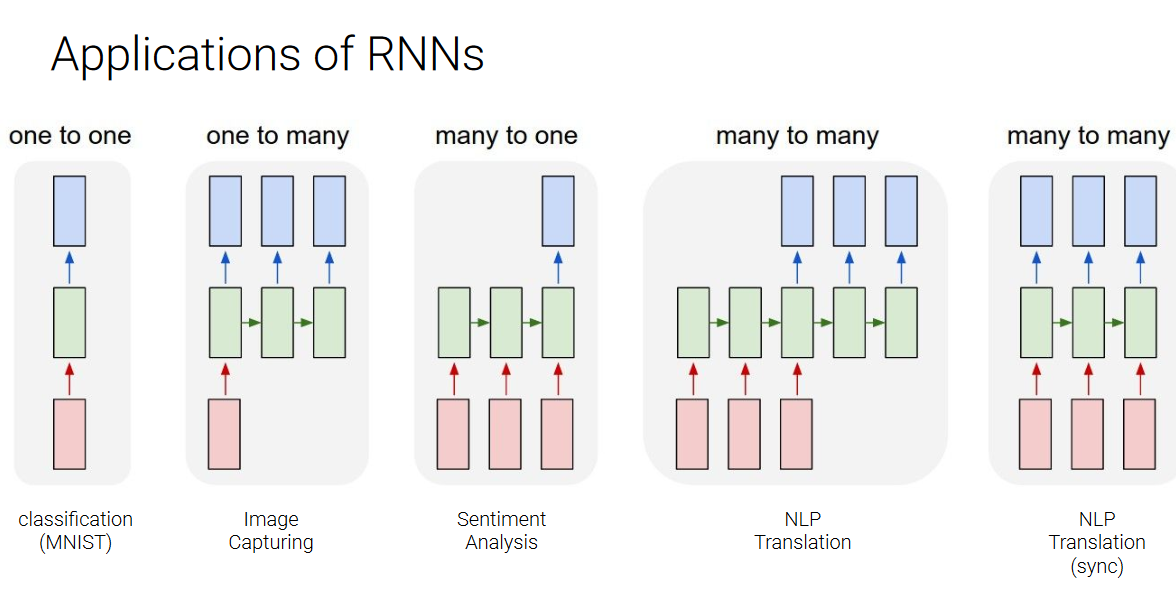 Applications of RNNs
one to one
one to many
many to one
many to many
many to many
classification
(MNIST)
Image
Capturing
Sentiment
Analysis
NLP
Translation
NLP
Translation
(sync)